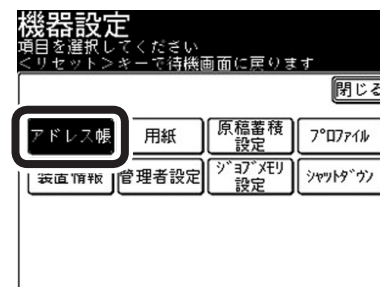 機器設定
項目を選択してください
<リセット>キーで待機画面に戻ります
閉じる
アドレス帳 用紙 原稿蓄積設定 プロファイル
装置情報 管理者設定 ジョブメモリ設定 シャットダウン